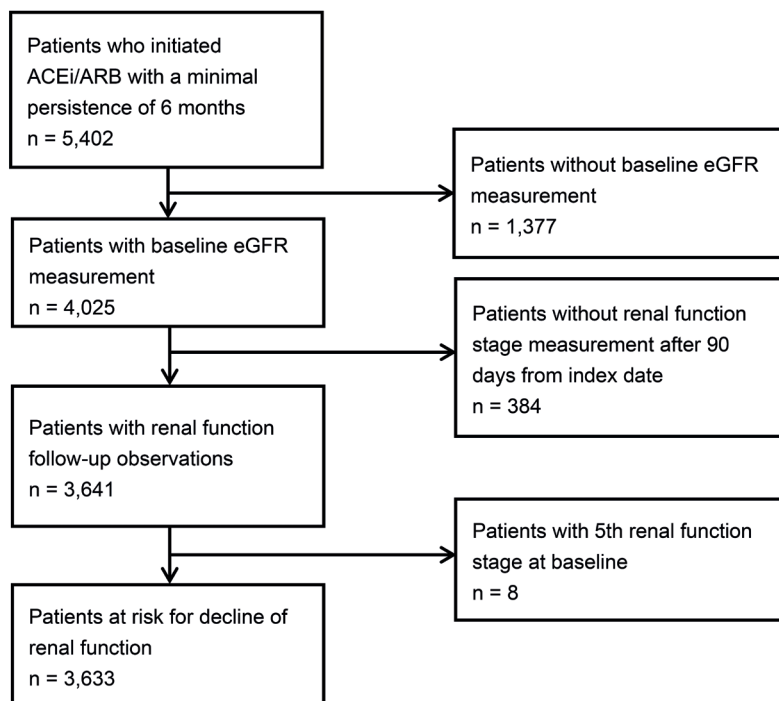 Patients who initiated
ACEi/ARB with a minimal
persistence of 6 months
n = 5,402
Patients without baseline eGFR
measurement
n = 1,377
Patients with baseline eGFR
measurement
n = 4,025
Patients without renal function
stage measurement after 90
days from index date
n = 384
Patients with renal function
follow-up observations
n = 3,641
Patients with 5th renal function
stage at baseline
n = 8
Patients at risk for decline of
renal function
n = 3,633